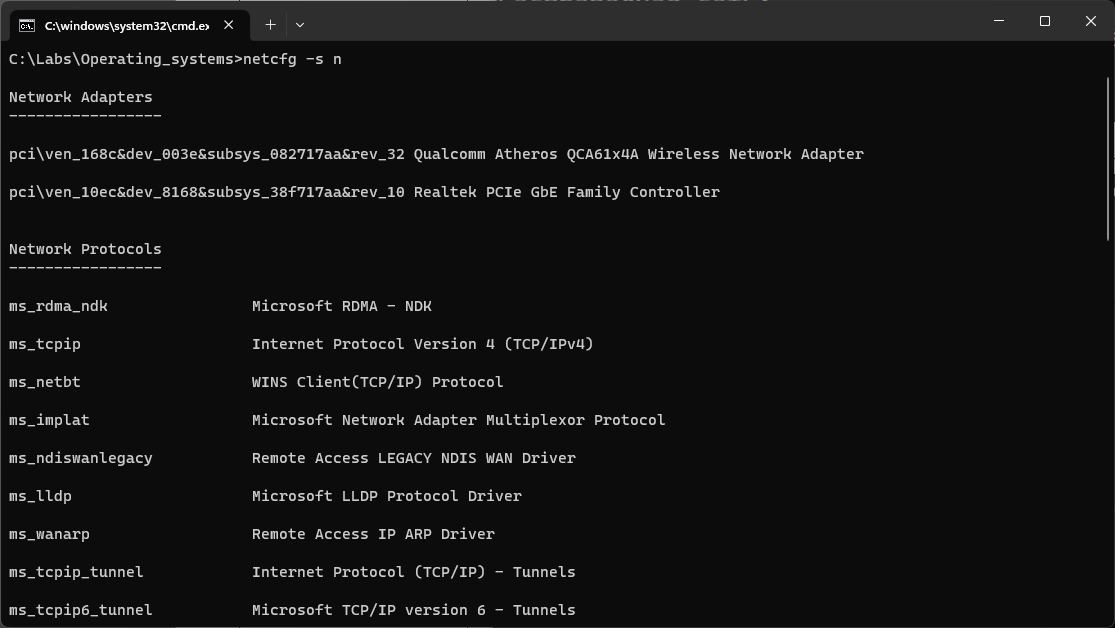 C:\windows\system32\cmd.ex
C:\Labs\Operating_systems>netcfg -s n
Network Adapters
-----------------
pci\ven_168c&dev_003e&subsys_082717aa&rev_32 Qualcomm Atheros QCA61x4A Wireless Network Adapter
pci\ven_10ec&dev_8168&subsys_38f717aa&rev_10 Realtek PCIe GbE Family Controller
Network Protocols
-----------------
ms_rdma_ndk Microsoft RDMA - NDK
ms_tcpip Internet Protocol Version 4 (TCP/IPv4)
ms_netbt WINS Client(TCP/IP) Protocol
ms_implat Microsoft Network Adapter Multiplexor Protocol
ms_ndiswanlegacy Remote Access LEGACY NDIS WAN Driver
ms_lldp Microsoft LLDP Protocol Driver
ms_wanarp Remote Access IP ARP Driver
ms_tcpip_tunnel Internet Protocol (TCP/IP) - Tunnels
ms_tcpip6_tunnel Microsoft TCP/IP version 6 - Tunnels